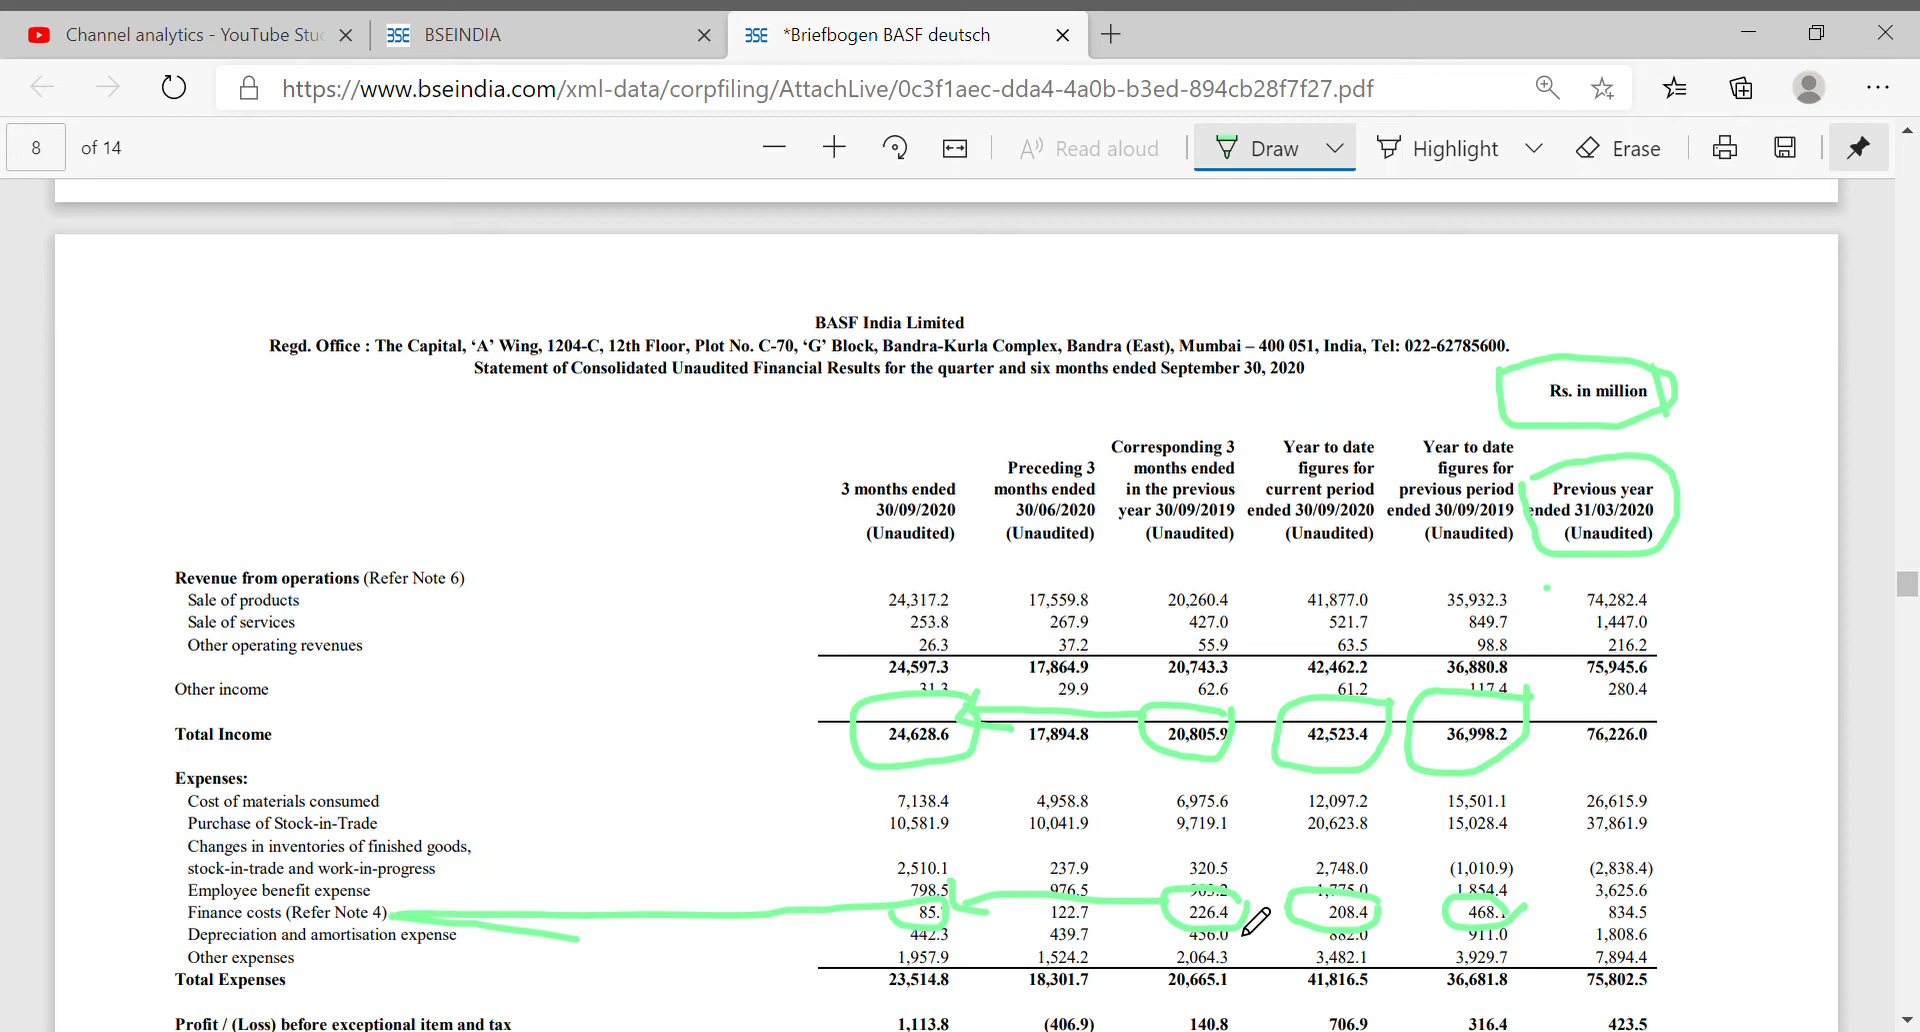 Channel analytics - YouTube Stu
BSEINDIA
*Briefbogen BASF deutsch
https://www.bseindia.com/xml-data/corpfiling/AttachLive/0c3f1aec-dda4-4a0b-b3ed-894cb28f7f27.pdf
8 of 14
Read aloud
Draw
Highlight
Erase
BASF India Limited
Regd. Office : The Capital, ‘A’ Wing, 1204-C, 12th Floor, Plot No. C-70, ‘G’ Block, Bandra-Kurla Complex, Bandra (East), Mumbai – 400 051, India, Tel: 022-62785600.
Statement of Consolidated Unaudited Financial Results for the quarter and six months ended September 30, 2020
Rs. in million
Corresponding 3 Year to date Year to date
Preceding 3 months ended figures for figures for
3 months ended months ended in the previous current period previous period Previous year
30/09/2020 30/06/2020 year 30/09/2019 ended 30/09/2020 ended 30/09/2019 ended 31/03/2020
(Unaudited) (Unaudited) (Unaudited) (Unaudited) (Unaudited) (Unaudited)
Revenue from operations (Refer Note 6)
Sale of products 24,317.2 17,559.8 20,260.4 41,877.0 35,932.3 74,282.4
Sale of services 253.8 267.9 427.0 521.7 849.7 1,447.0
Other operating revenues 26.3 37.2 55.9 63.5 98.8 216.2
24,597.3 17,864.9 20,743.3 42,462.2 36,880.8 75,945.6
Other income 31.3 29.9 62.6 61.2 117.4 280.4
Total Income 24,628.6 17,894.8 20,805.9 42,523.4 36,998.2 76,226.0
Expenses:
Cost of materials consumed 7,138.4 4,958.8 6,975.6 12,097.2 15,501.1 26,615.9
Purchase of Stock-in-Trade 10,581.9 10,041.9 9,719.1 20,623.8 15,028.4 37,861.9
Changes in inventories of finished goods,
stock-in-trade and work-in-progress 2,510.1 237.9 320.5 2,748.0 (1,010.9) (2,838.4)
Employee benefit expense 798.5 976.5 903.2 1,775.0 1,854.4 3,625.6
Finance costs (Refer Note 4) 122.7 226.4 208.4 468.1 834.5
Depreciation and amortisation expense 442.3 439.7 456.0 882.0 911.0 1,808.6
Other expenses 1,957.9 1,524.2 2,064.3 3,482.1 3,929.7 7,894.4
Total Expenses 23,514.8 18,301.7 20,665.1 41,816.5 36,681.8 75,802.5
Profit / (Loss) before exceptional item and tax 1,113.8 (406.9) 140.8 706.9 316.4 423.5